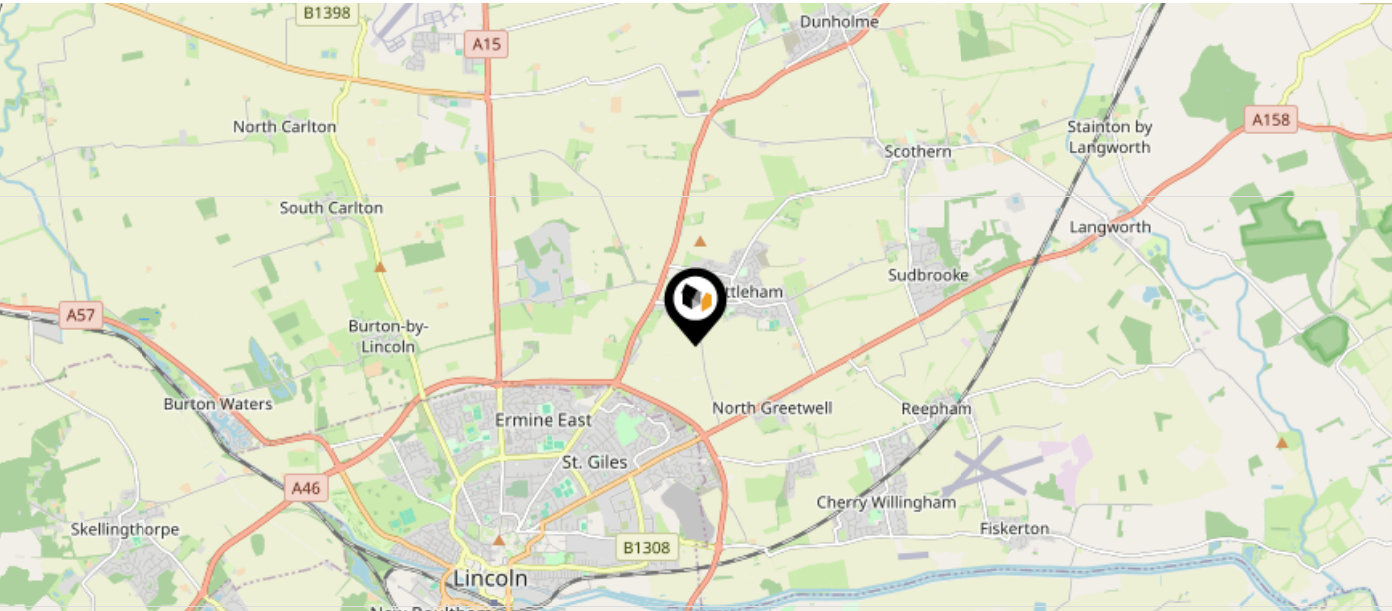 B1398
Dunholme
A15
A158
North Carlton
Stainton by
Langworth
Scothern
South Carlton
Langworth
Sudbrooke
ttleham
A57
Burton-by-
Lincoln
Burton Waters
North Greetwell
Reepham
Ermine East
St. Giles
A46
Cherry Willingham
Skellingthorpe
Fiskerton
B1308
Lincoln